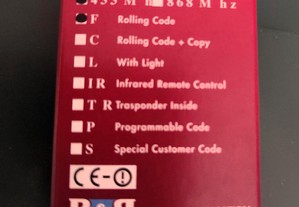 433 M hz 868 M hz
F Rolling Code
C Rolling Code + Copy
L With Light
IR Infrared Remote Control
T R Trasponder Inside
P Programmable Code
S Special Customer Code
CE